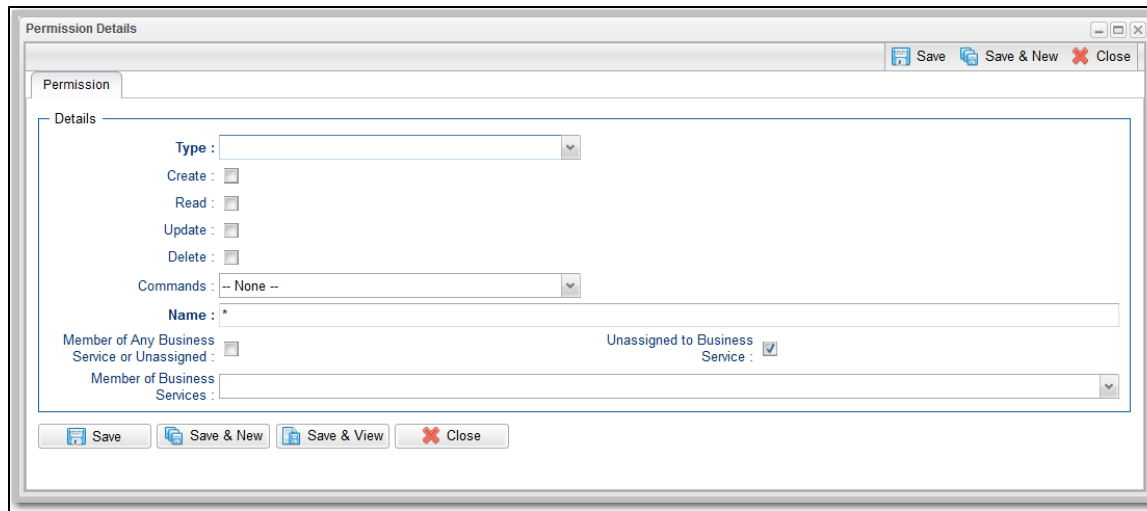 Permission Details
Save Save & New Close
Permission
Details
Type :
Create :
Read :
Update :
Delete :
Commands : -- None --
Name : *
Member of Any Business
Service or Unassigned :
Unassigned to Business
Service :
Member of Business
Services :
Save Save & New Save & View Close